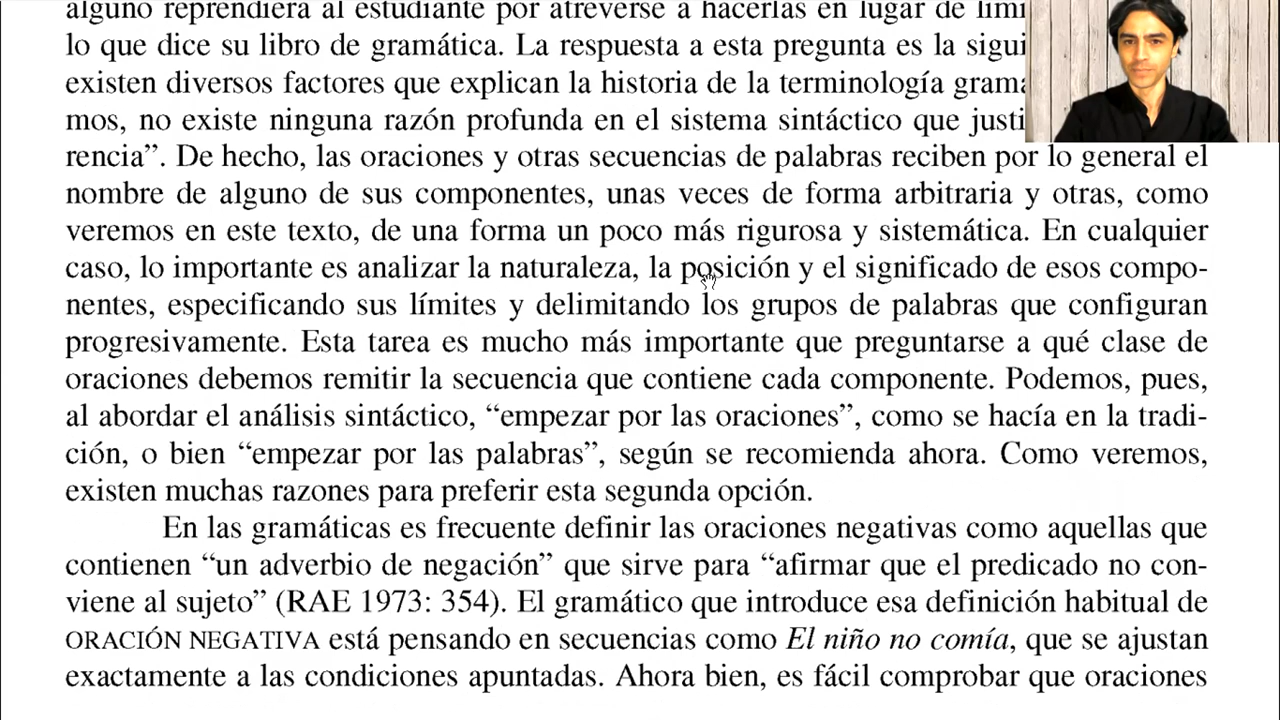 alguno reprendiera al estudiante por atreverse a hacerlas en lugar de
lo que dice su libro de gramática. La respuesta a esta pregunta es la
existen diversos factores que explican la historia de la terminología
mos, no existe ninguna razón profunda en el sistema sintáctico que
rencia”. De hecho, las oraciones y otras secuencias de palabras reciben por lo general el
nombre de alguno de sus componentes, unas veces de forma arbitraria y otras, como
veremos en este texto, de una forma un poco más rigurosa y sistemática. En cualquier
caso, lo importante es analizar la naturaleza, la posición y el significado de esos compo-
nentes, especificando sus límites y delimitando los grupos de palabras que configuran
progresivamente. Esta tarea es mucho más importante que preguntarse a qué clase de
oraciones debemos remitir la secuencia que contiene cada componente. Podemos, pues,
al abordar el análisis sintáctico, “empezar por las oraciones”, como se hacía en la tradi-
ción, o bien “empezar por las palabras”, según se recomienda ahora. Como veremos,
existen muchas razones para preferir esta segunda opción.
En las gramáticas es frecuente definir las oraciones negativas como aquellas que
contienen “un adverbio de negación” que sirve para “afirmar que el predicado no con-
viene al sujeto” (RAE 1973: 354). El gramático que introduce esa definición habitual de
ORACIÓN NEGATIVA está pensando en secuencias como El niño no comía, que se ajustan
exactamente a las condiciones apuntadas. Ahora bien, es fácil comprobar que oraciones